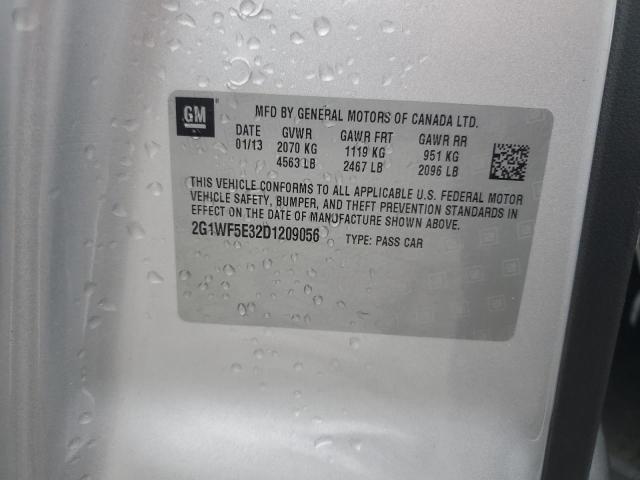 GM
MFD BY GENERAL MOTORS OF CANADA LTD.
DATE GVWR GAWR FRT GAWR RR
01/13 2070 KG 1119 KG 951 KG
4563 LB 2467 LB 2096 LB
THIS VEHICLE CONFORMS TO ALL APPLICABLE U.S. FEDERAL MOTOR
VEHICLE SAFETY, BUMPER, AND THEFT PREVENTION STANDARDS IN
EFFECT ON THE DATE OF MANUFACTURE SHOWN ABOVE.
2G1WF5E32D1209056 TYPE: PASS CAR